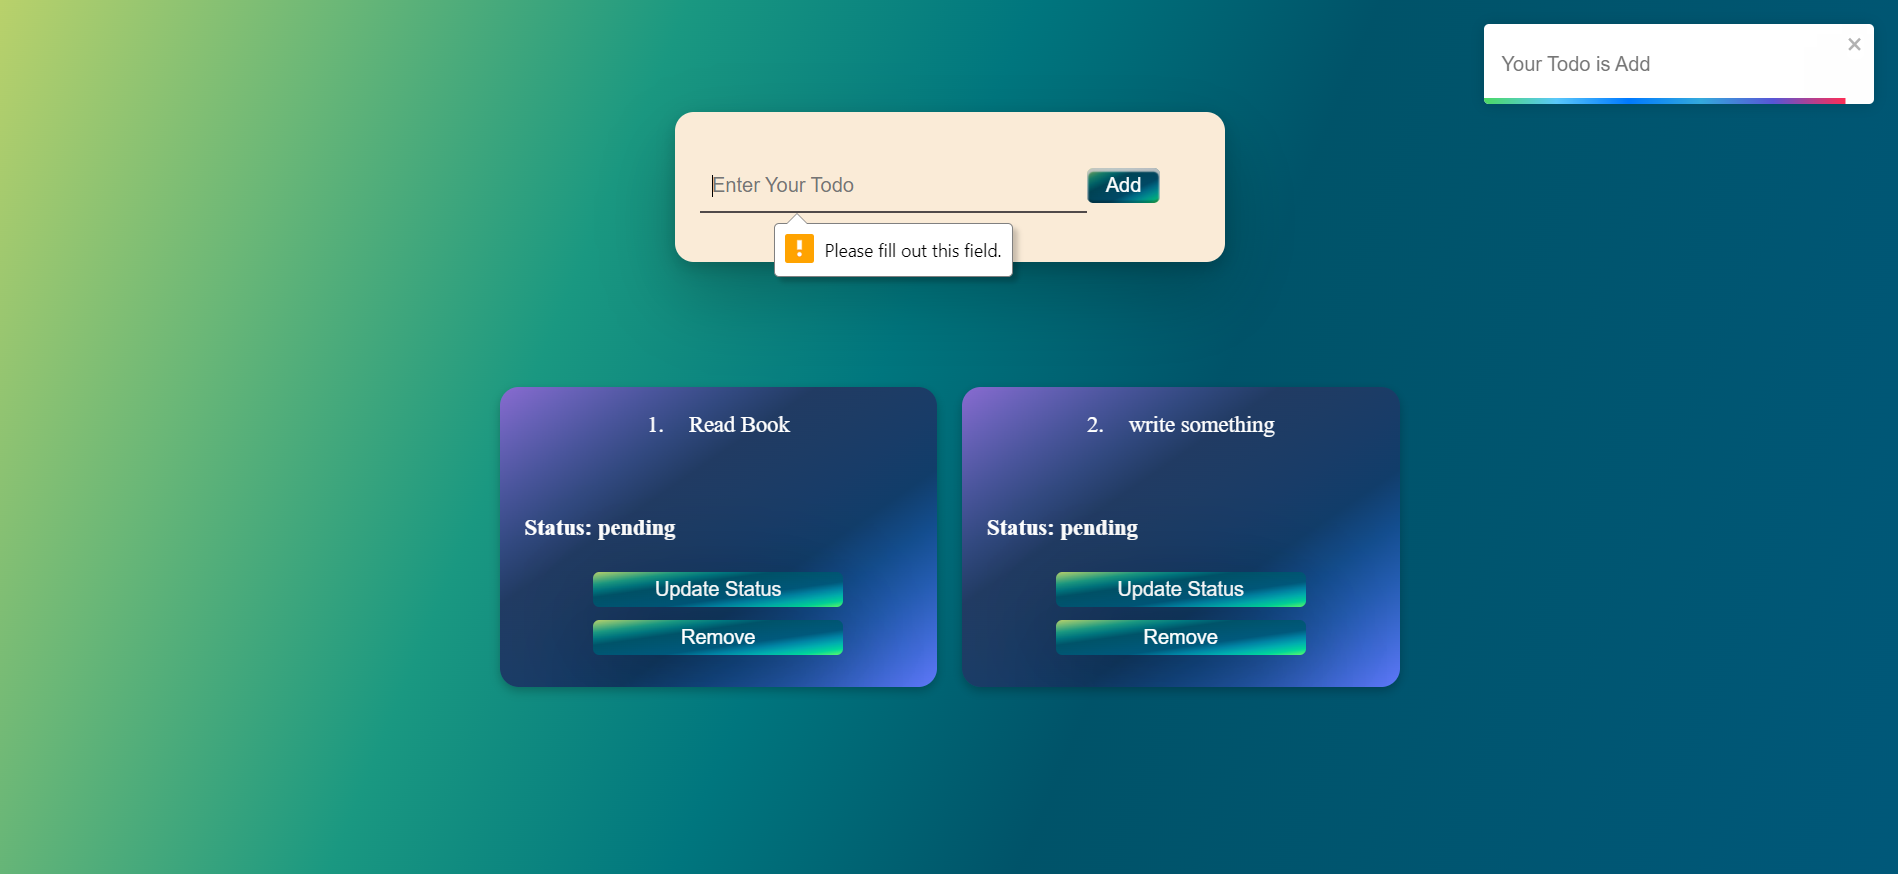 Your Todo is Add
Enter Your Todo
Add
Please fill out this field.
1. Read Book
Status: pending
Update Status
Remove
2. write something
Status: pending
Update Status
Remove